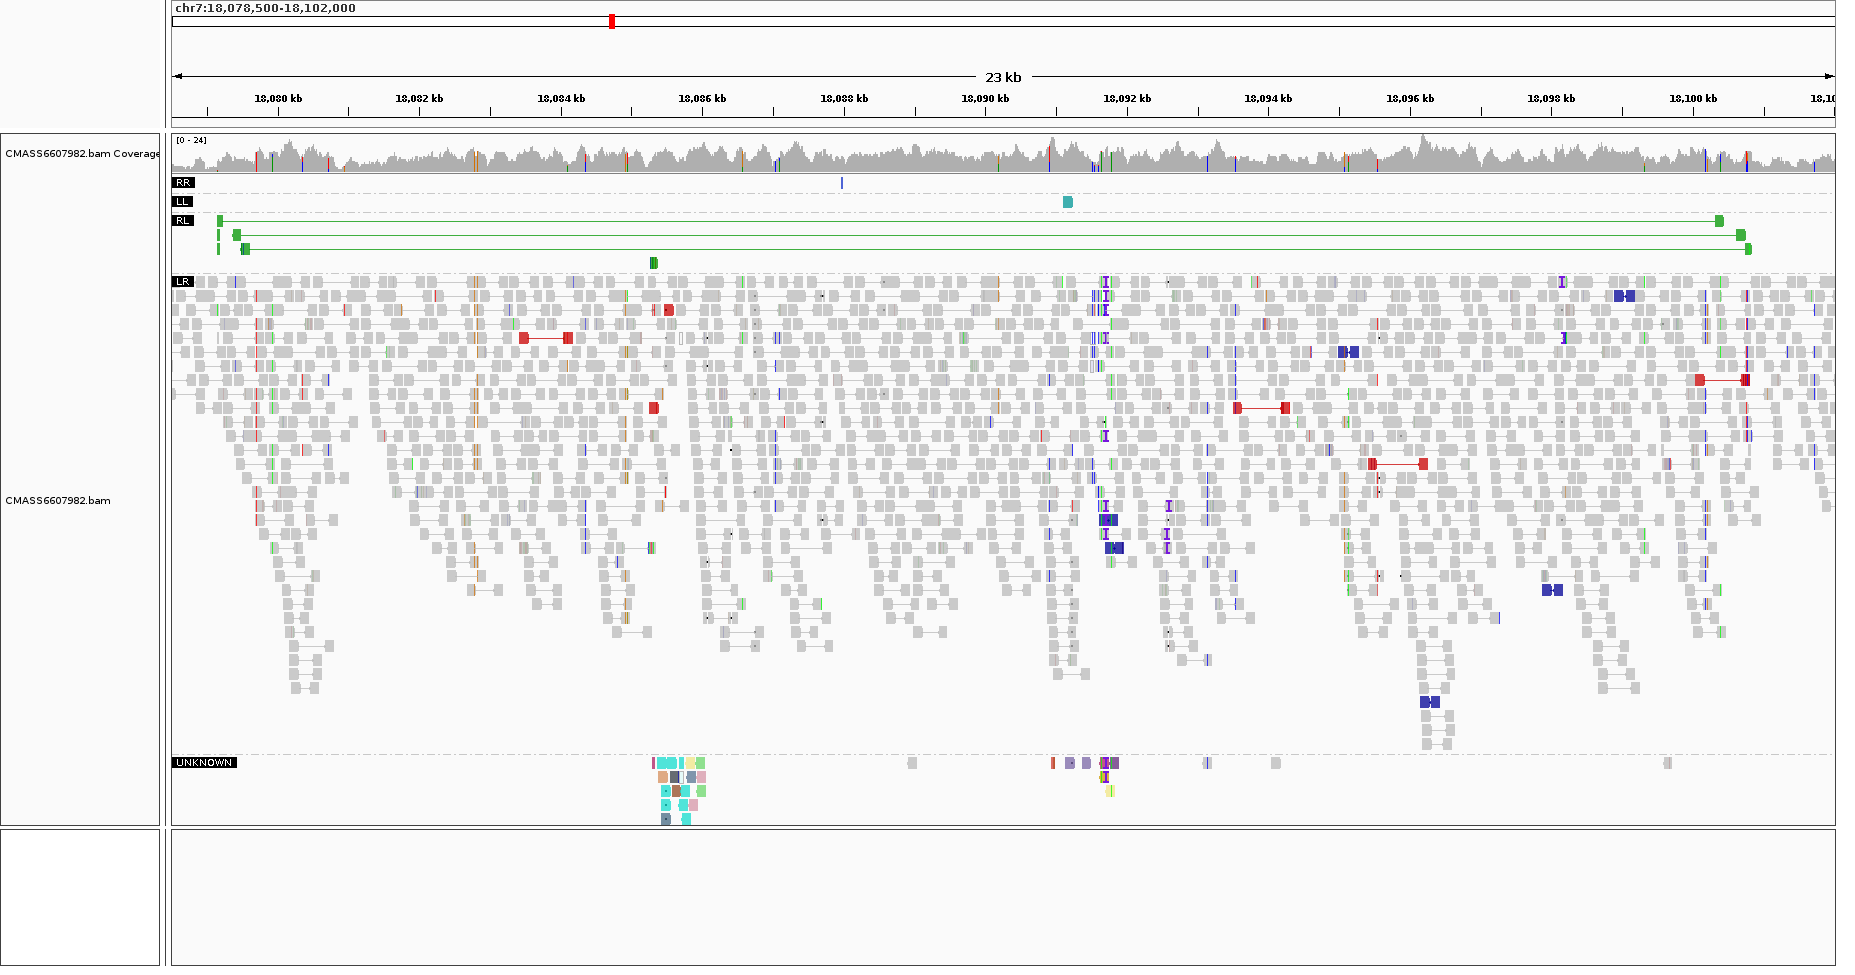 chr7:18,078,500-18,102,000
23 kb
18,080 kb 18,082 kb 18,084 kb 18,086 kb 18,088 kb 18,090 kb 18,092 kb 18,094 kb 18,096 kb 18,098 kb 18,100 kb 18,10
CMASS6607982.bam Coverage
[0 - 24]
RR
LL
RL
LR
CMASS6607982.bam
UNKNOWN